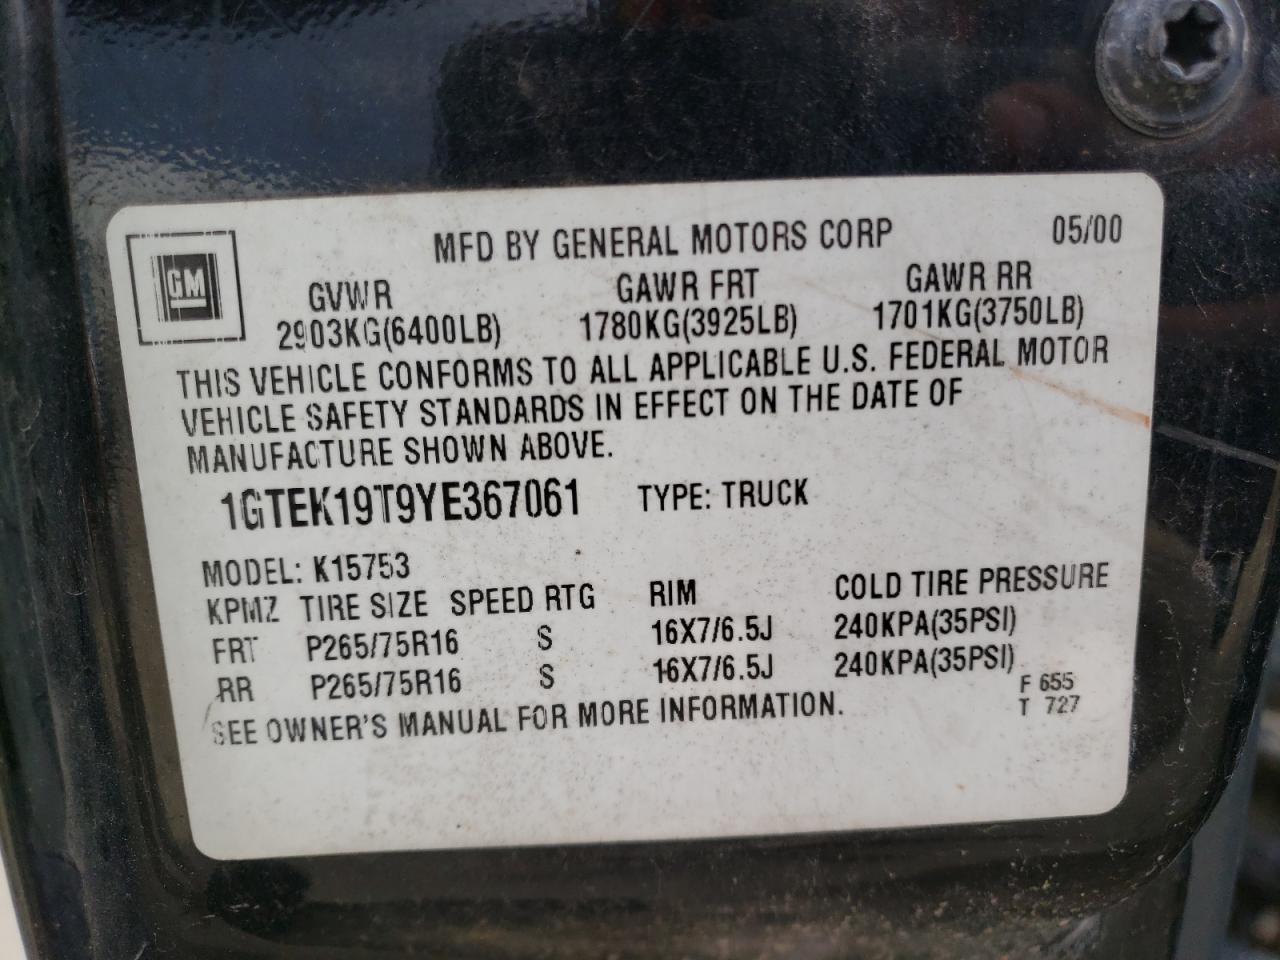 GM
MFD BY GENERAL MOTORS CORP 05/00
GVWR GAWR FRT GAWR RR
2903KG(6400LB) 1780KG(3925LB) 1701KG(3750LB)
THIS VEHICLE CONFORMS TO ALL APPLICABLE U.S. FEDERAL MOTOR
VEHICLE SAFETY STANDARDS IN EFFECT ON THE DATE OF
MANUFACTURE SHOWN ABOVE.
1GTEK19T9YE367061 TYPE: TRUCK
MODEL: K15753
KPMZ TIRE SIZE SPEED RTG RIM COLD TIRE PRESSURE
FRT P265/75R16 S 16X7/6.5J 240KPA(35PSI)
RR P265/75R16 S 16X7/6.5J 240KPA(35PSI)
SEE OWNER'S MANUAL FOR MORE INFORMATION.
F 655
T 727